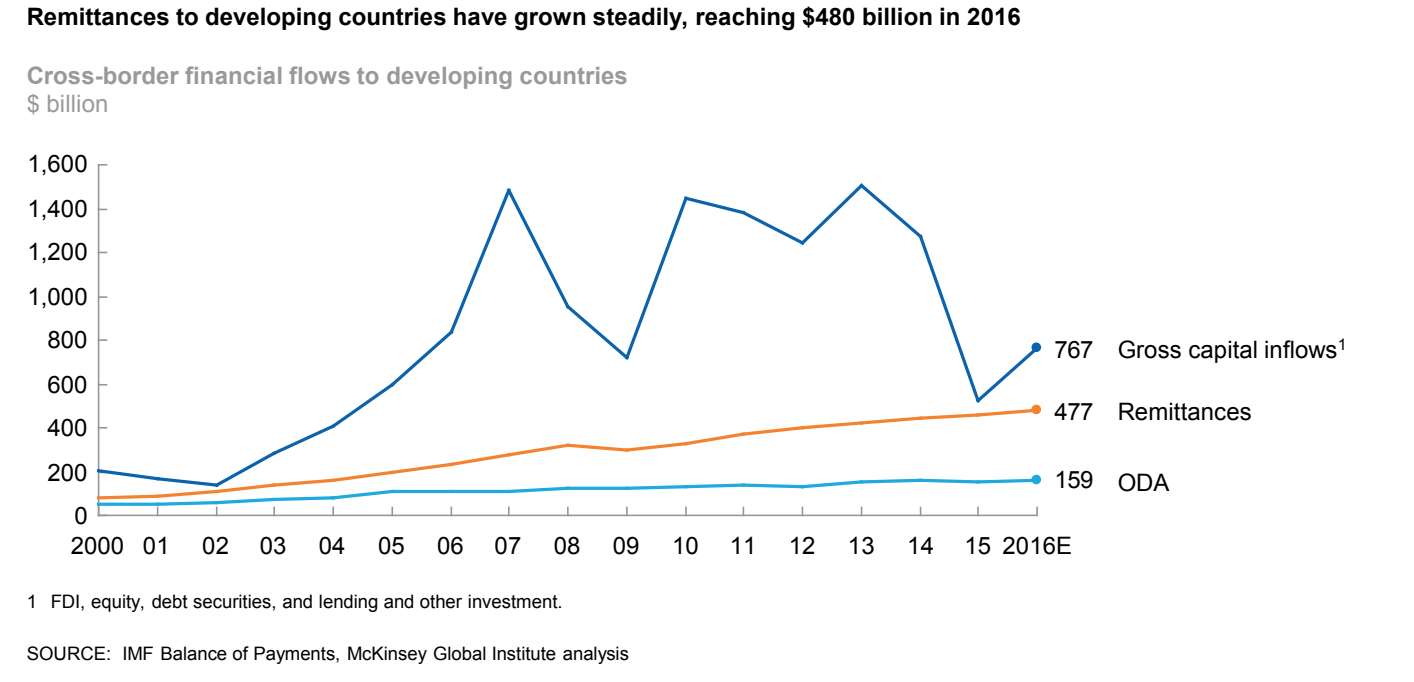 Remittances to developing countries have grown steadily, reaching $480 billion in 2016
Cross-border financial flows to developing countries
$ billion
1,600
1,400
1,200
1,000
800
600
400
200
0
767 Gross capital inflows¹
477 Remittances
159 ODA
2000 01 02 03 04 05 06 07 08 09 10 11 12 13 14 15 2016E
1 FDI, equity, debt securities, and lending and other investment.
SOURCE: IMF Balance of Payments, McKinsey Global Institute analysis